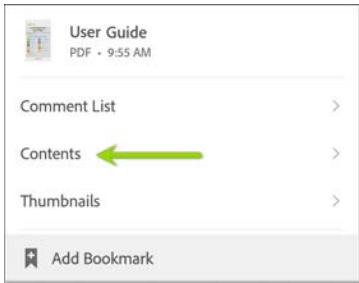 User Guide
PDF - 9:55 AM
Comment List
Contents
Thumbnails
Add Bookmark